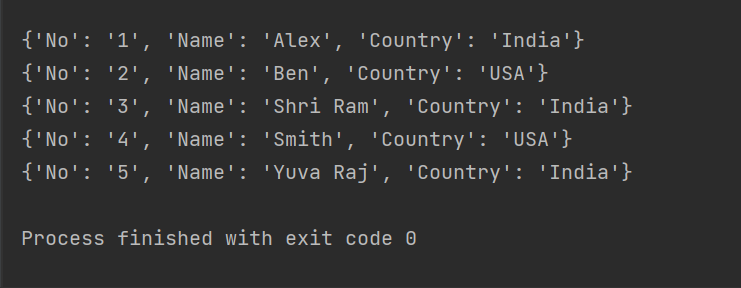 {'No': '1', 'Name': 'Alex', 'Country': 'India'}
{'No': '2', 'Name': 'Ben', 'Country': 'USA'}
{'No': '3', 'Name': 'Shri Ram', 'Country': 'India'}
{'No': '4', 'Name': 'Smith', 'Country': 'USA'}
{'No': '5', 'Name': 'Yuva Raj', 'Country': 'India'}
Process finished with exit code 0